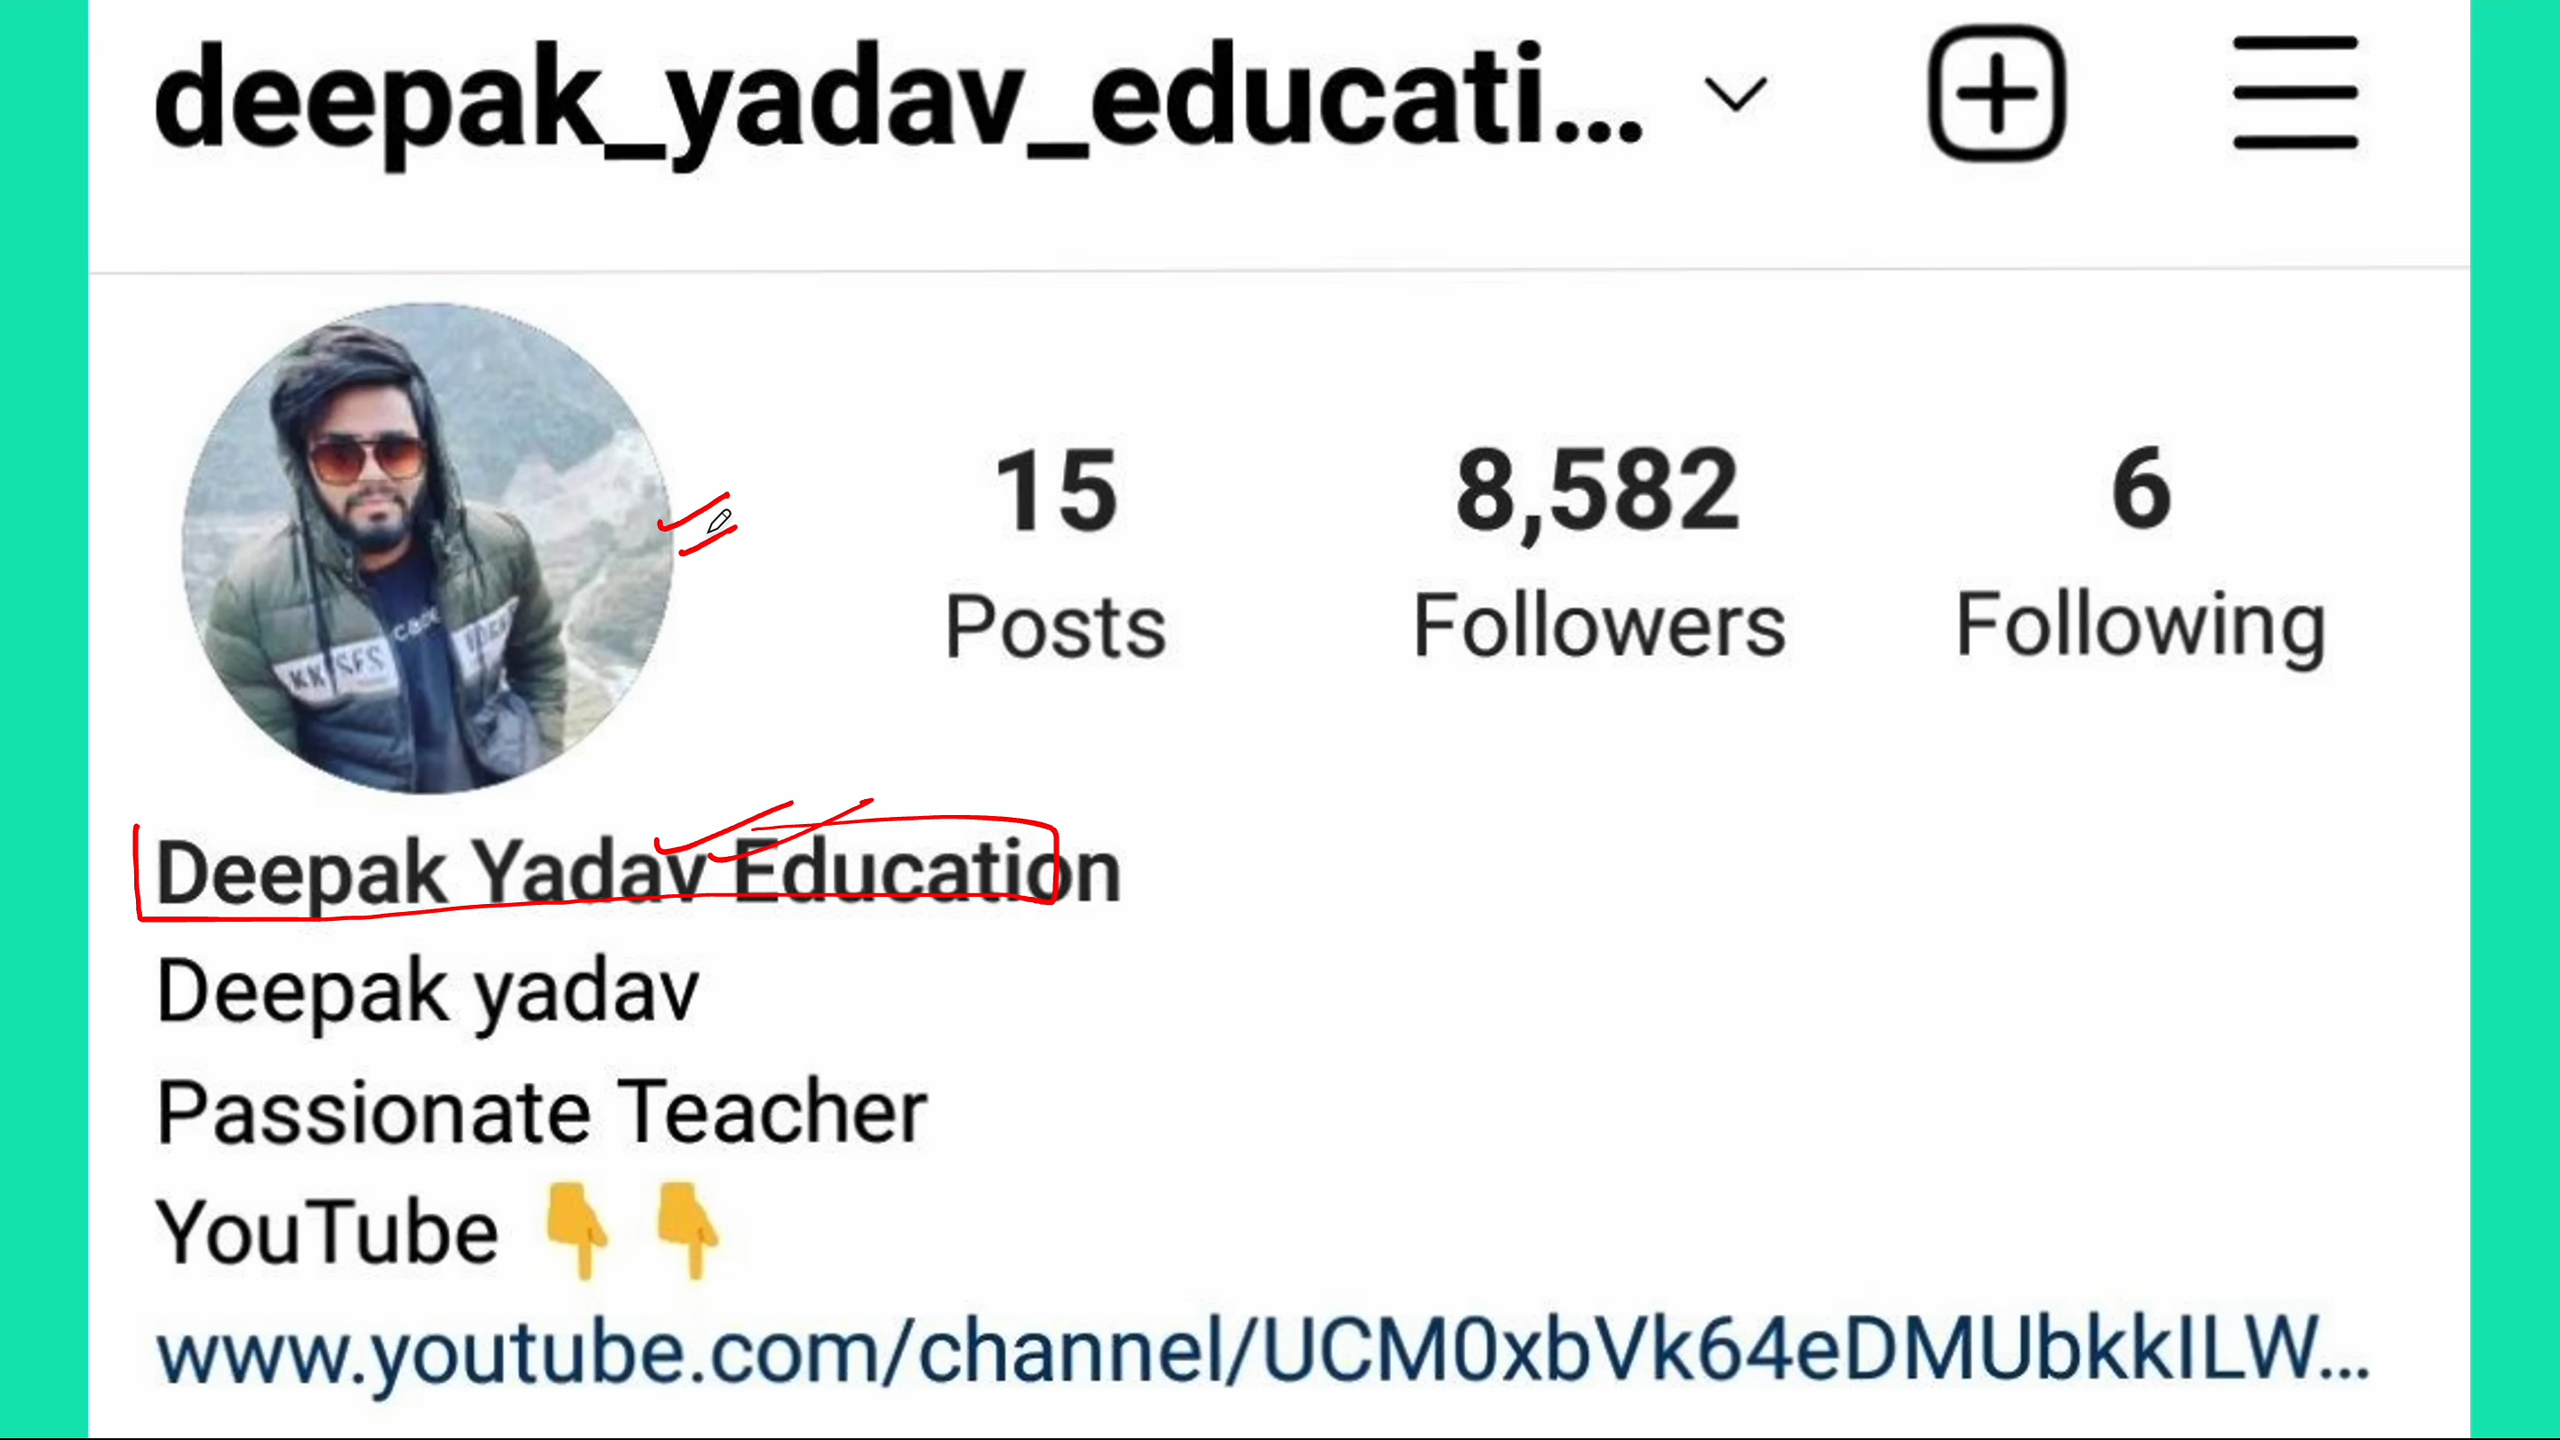 deepak_yadav_educati...
15 8,582 6
Posts Followers Following
Deepak Yadav Education
Deepak yadav
Passionate Teacher
YouTube 👇 👇
www.youtube.com/channel/UCM0xbVk64eDMUbkkILW...